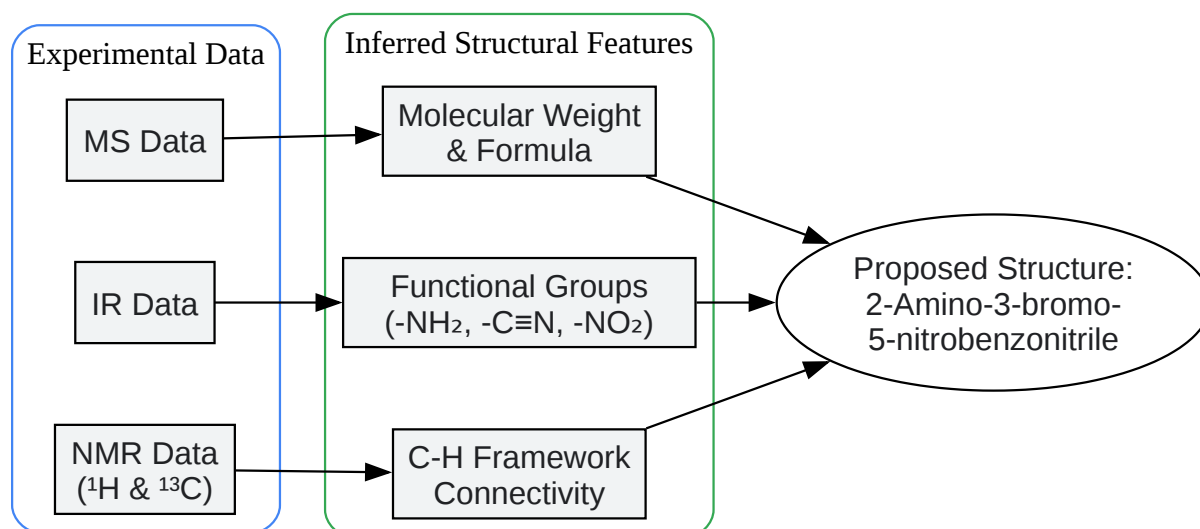 Experimental Data
Inferred Structural Features
MS Data
Molecular Weight
& Formula
IR Data
Functional Groups
(-NH₂, -C≡N, -NO₂)
NMR Data
(¹H & ¹³C)
C-H Framework
Connectivity
Proposed Structure:
2-Amino-3-bromo-
5-nitrobenzonitrile